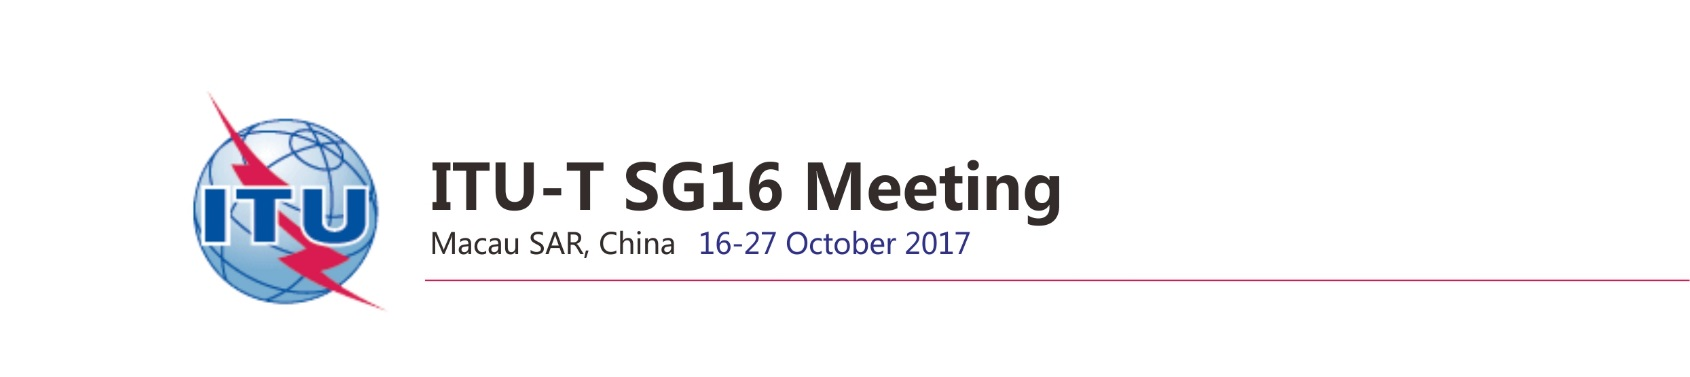 ITU
ITU-T SG16 Meeting
Macau SAR, China 16-27 October 2017